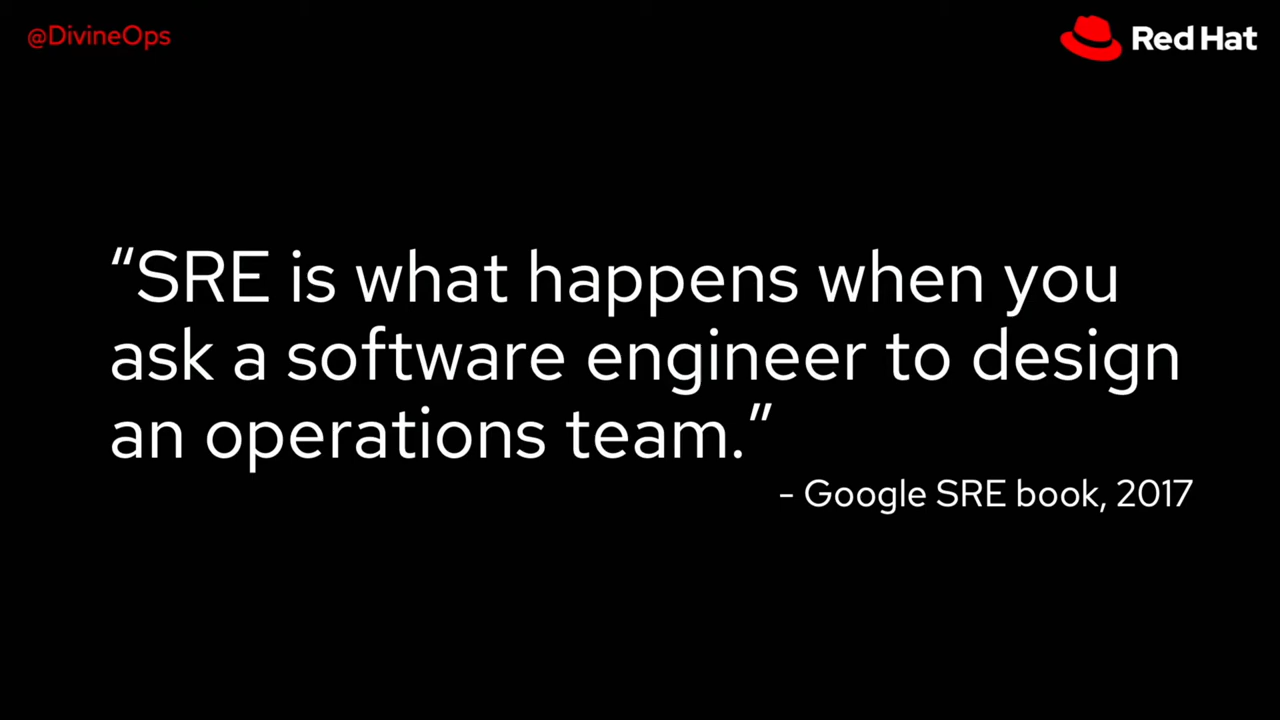 @DivineOps
Red Hat
“SRE is what happens when you
ask a software engineer to design
an operations team.”
– Google SRE book, 2017